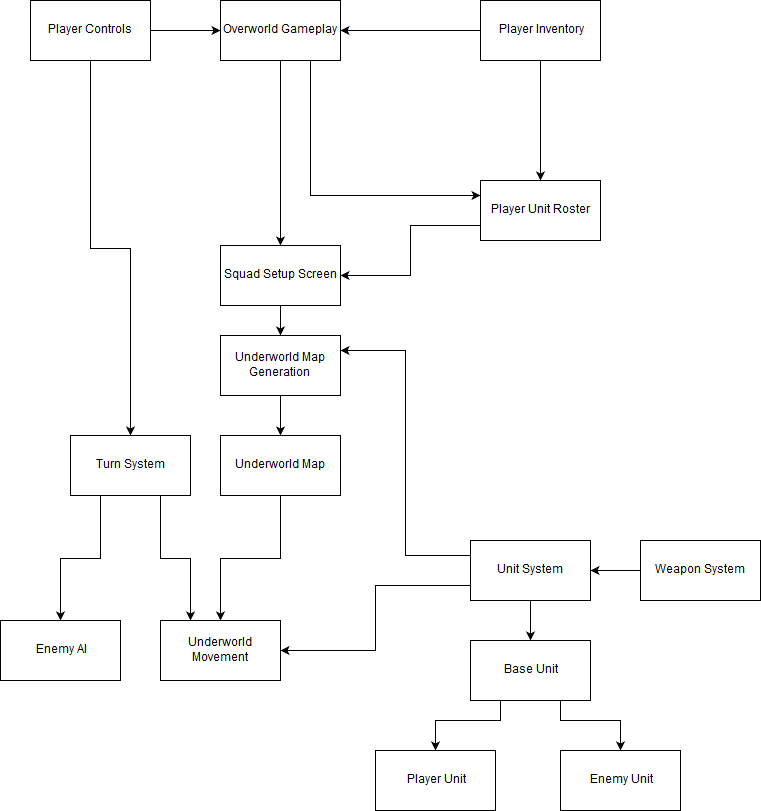 Player Controls
Overworld Gameplay
Player Inventory
Player Unit Roster
Squad Setup Screen
Underworld Map
Generation
Turn System
Underworld Map
Unit System
Weapon System
Enemy AI
Underworld
Movement
Base Unit
Player Unit
Enemy Unit